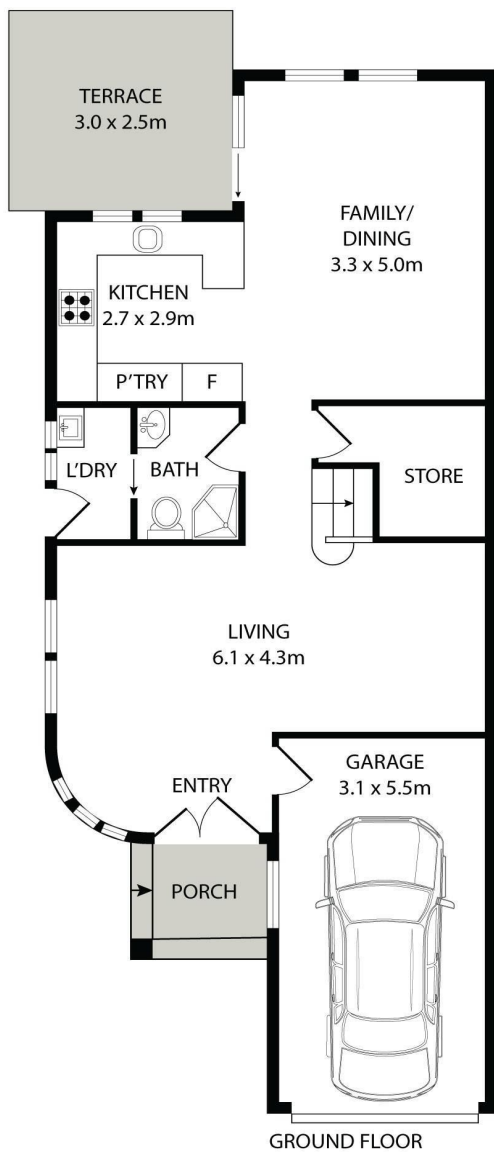 TERRACE
3.0 x 2.5m
FAMILY/
DINING
3.3 x 5.0m
KITCHEN
2.7 x 2.9m
P'TRY
F
L'DRY
BATH
STORE
LIVING
6.1 x 4.3m
ENTRY
GARAGE
3.1 x 5.5m
PORCH
GROUND FLOOR